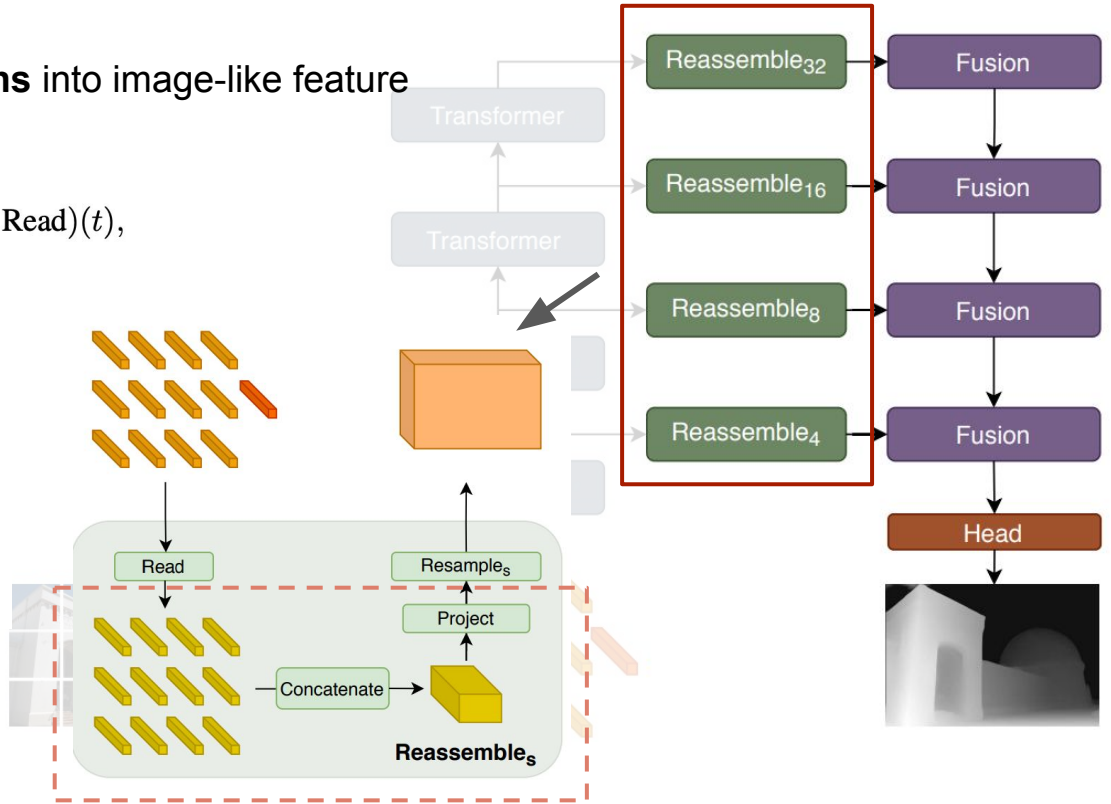 ns into image-like feature
Read)(t),
Transformer
Transformer
Reassemble32
Fusion
Reassemble16
Fusion
Reassemble8
Fusion
Reassemble4
Fusion
Head
Read
Resamples
Project
Concatenate
Reassembles